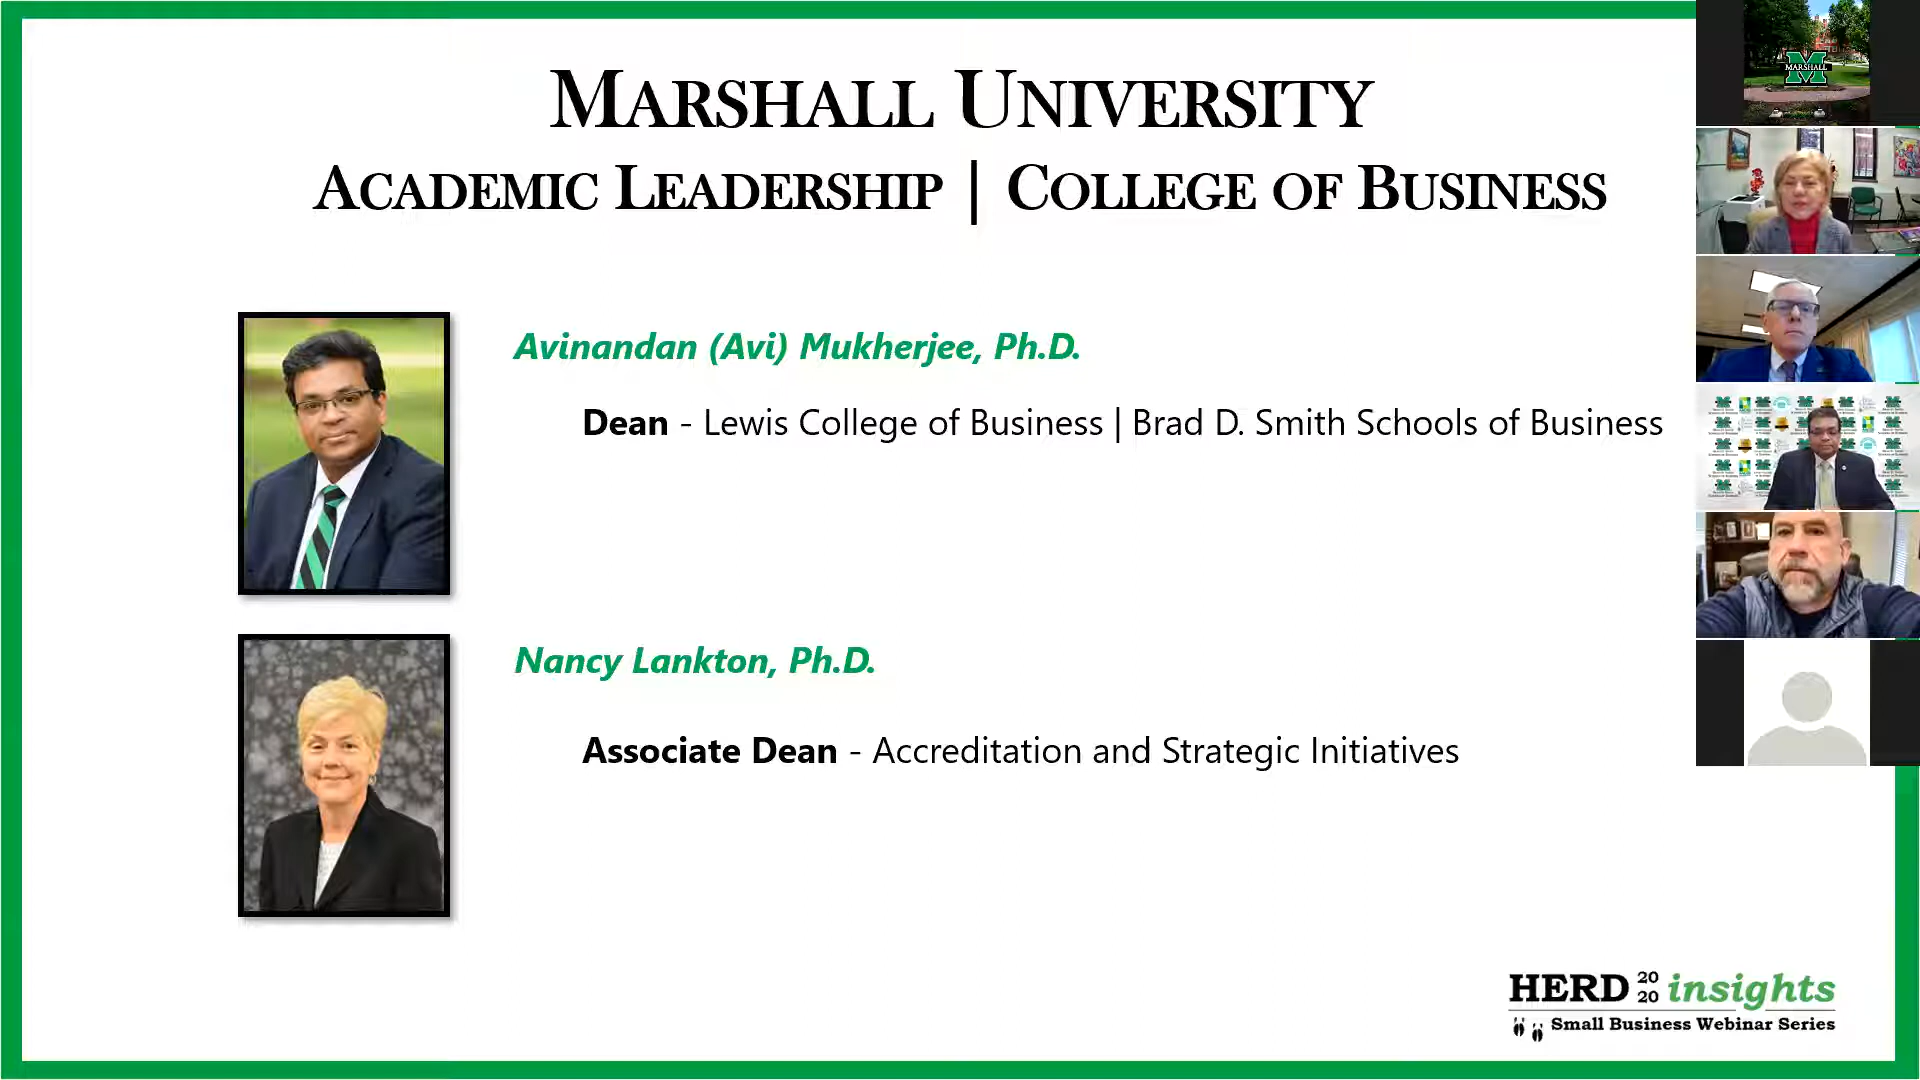 MARSHALL UNIVERSITY
ACADEMIC LEADERSHIP | COLLEGE OF BUSINESS
Avinandan (Avi) Mukherjee, Ph.D.
Dean - Lewis College of Business | Brad D. Smith Schools of Business
Nancy Lankton, Ph.D.
Associate Dean - Accreditation and Strategic Initiatives
HERD 20 20 insights
Small Business Webinar Series
MARSHALL